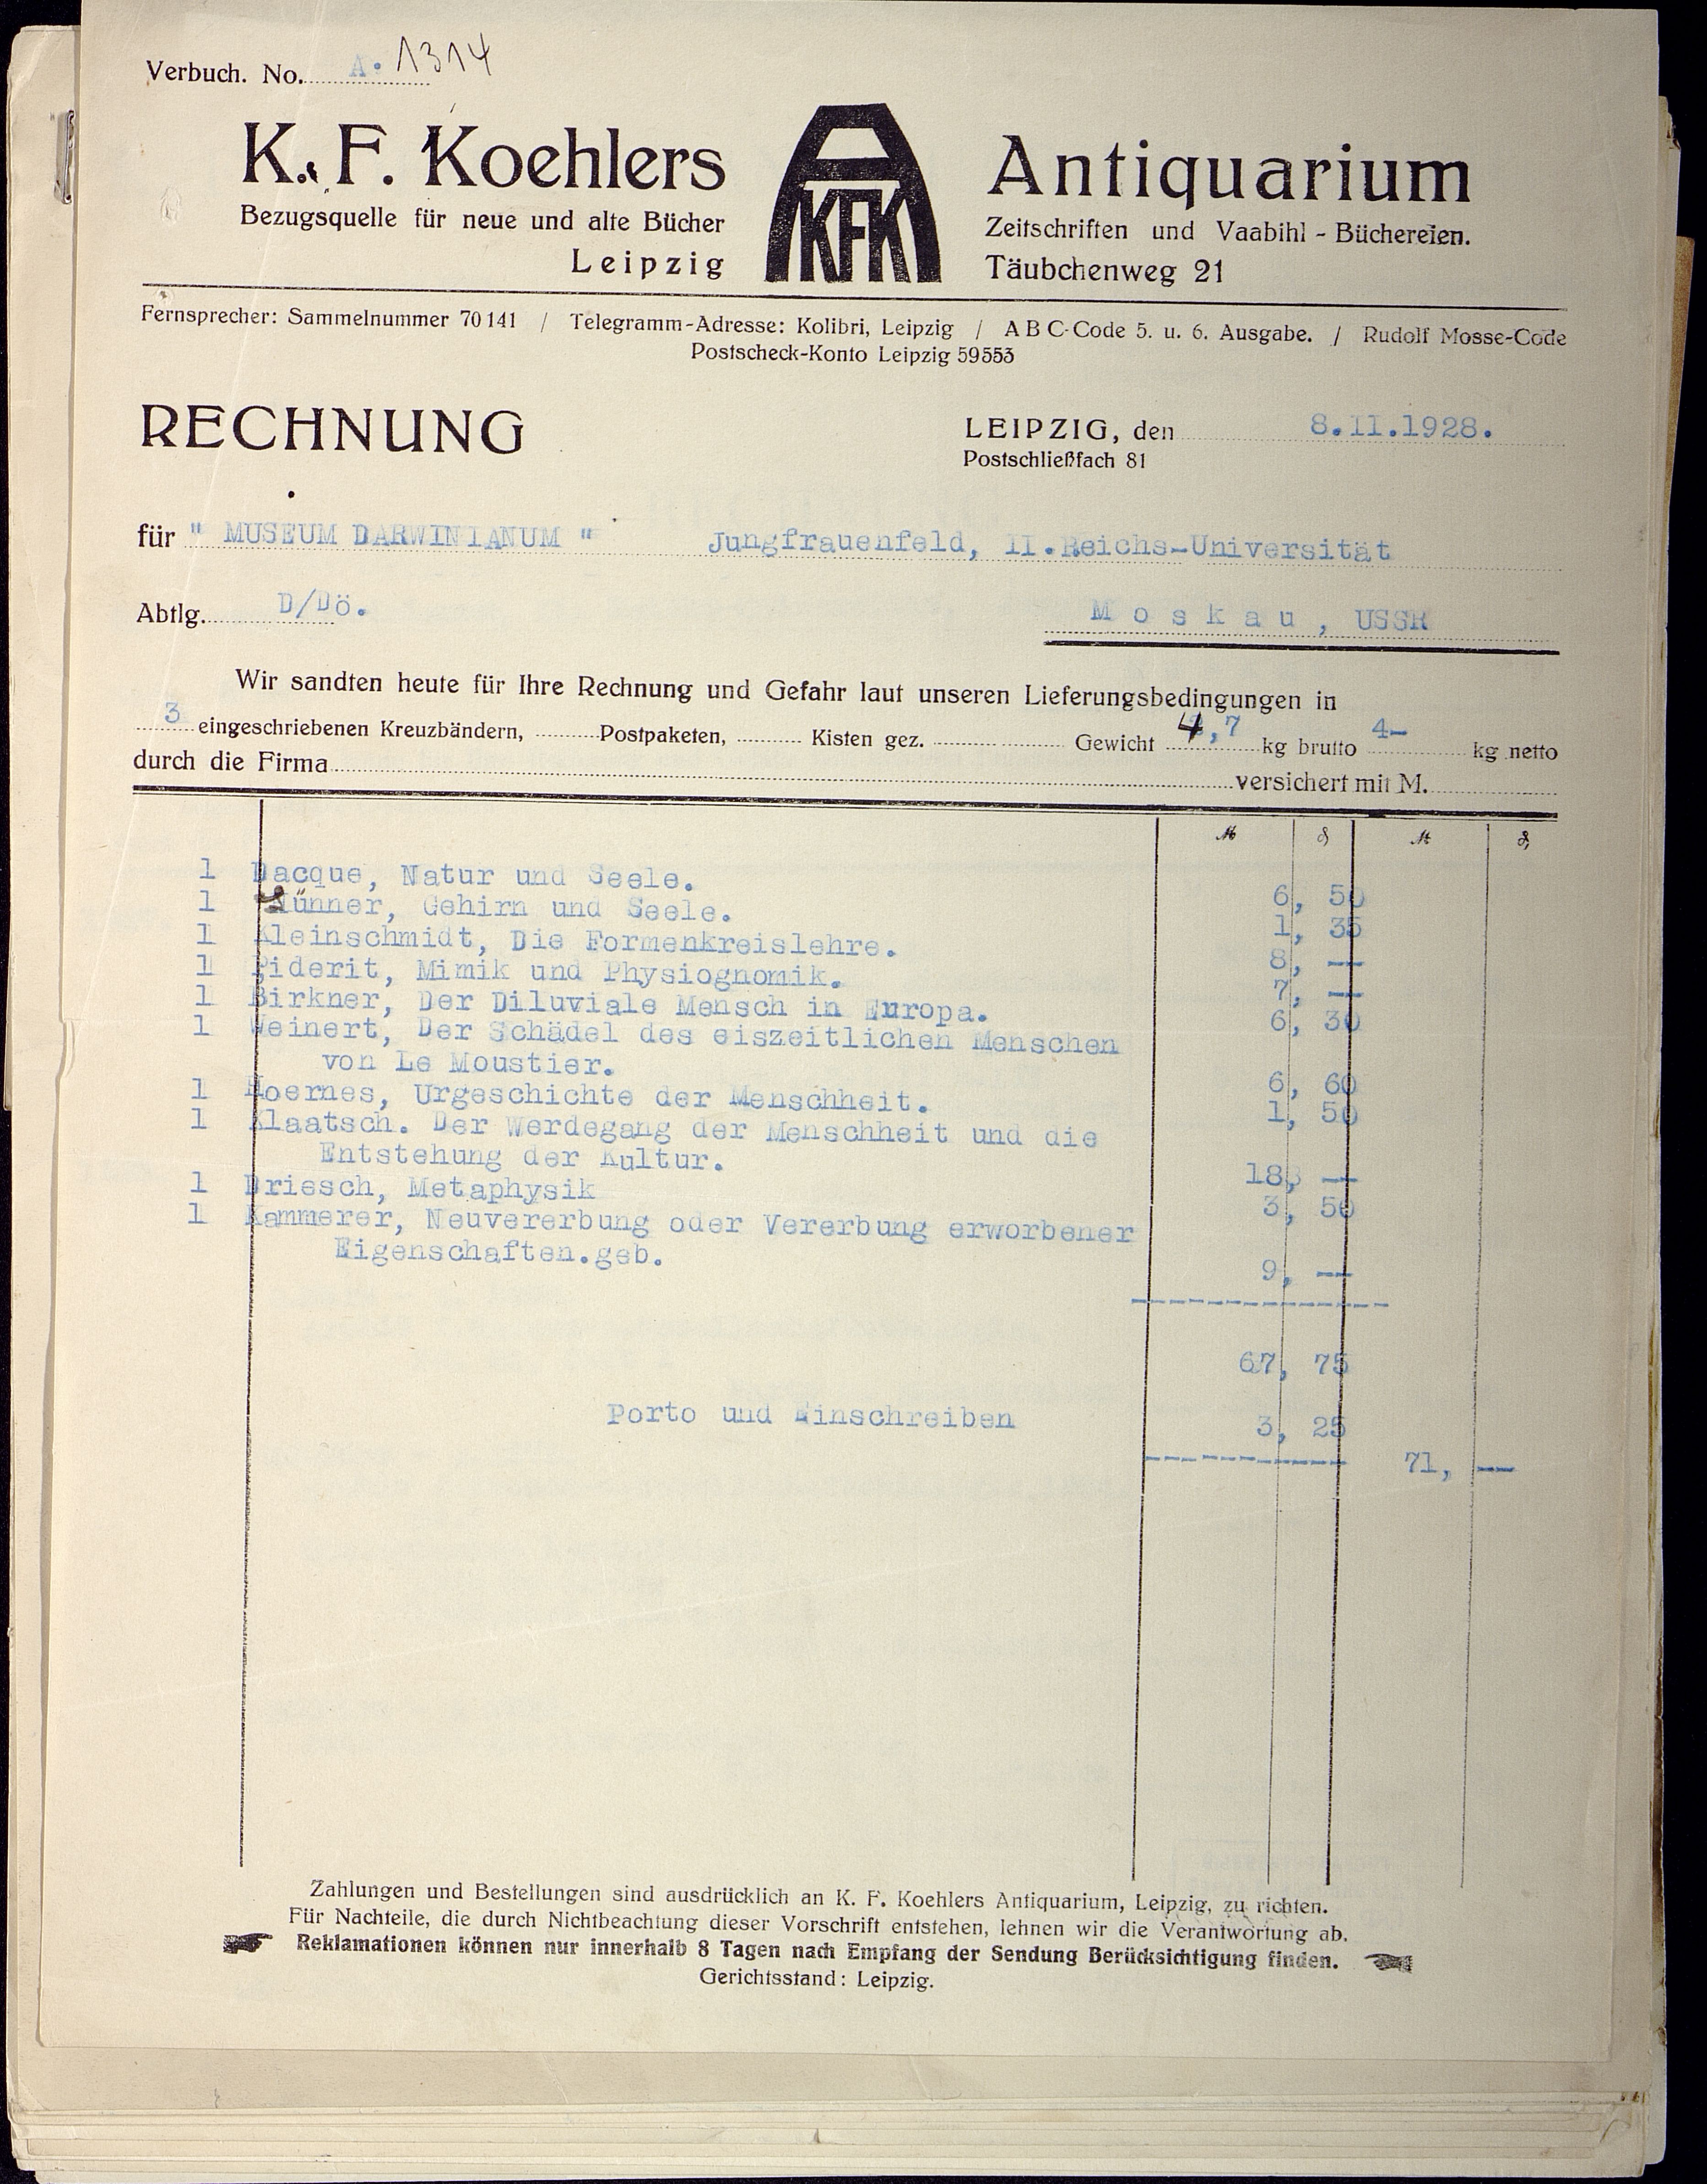 Verbuch. No. A. 1314
K. F. Koehlers Antiquarium
KFK
Bezugsquelle für neue und alte Bücher Zeitschriften und Vaabihl - Büchereien.
Leipzig Täubchenweg 21
Fernsprecher: Sammelnummer 70141 / Telegramm-Adresse: Kolibri, Leipzig / A B C-Code 5. u. 6. Ausgabe. / Rudolf Mosse-Code
Postscheck-Konto Leipzig 59553
RECHNUNG LEIPZIG, den 8.II.1928.
Postschließfach 81
für " MUSEUM DARWINIANUM " Jungfrauenfeld, II.Reichs-Universität
Abtlg. D/Dö. Moskau, USSR
Wir sandten heute für Ihre Rechnung und Gefahr laut unseren Lieferungsbedingungen in
3 eingeschriebenen Kreuzbändern, Postpaketen, Kisten gez. Gewicht 4,7 kg brutto 4- kg netto
durch die Firma versichert mit M.
ℳ ₰ ℳ ₰
1 Dacque, Natur und Seele. 6, 50
1 Hünner, Gehirn und Seele. 1, 35
1 Kleinschmidt, Die Formenkreislehre. 8, —
1 Piderit, Mimik und Physiognomik. 7, —
1 Birkner, Der Diluviale Mensch in Europa. 6, 30
1 Weinert, Der Schädel des eiszeitlichen Menschen
von Le Moustier. 6, 60
1 Hoernes, Urgeschichte der Menschheit. 1, 50
1 Klaatsch. Der Werdegang der Menschheit und die
Entstehung der Kultur. 18, —
1 Driesch, Metaphysik 3, 50
1 Kammerer, Neuvererbung oder Vererbung erworbener
Eigenschaften.geb. 9, —
67, 75
Porto und Einschreiben 3, 25
71, —
Zahlungen und Bestellungen sind ausdrücklich an K. F. Koehlers Antiquarium, Leipzig, zu richten.
Für Nachteile, die durch Nichtbeachtung dieser Vorschrift entstehen, lehnen wir die Verantwortung ab.
Reklamationen können nur innerhalb 8 Tagen nach Empfang der Sendung Berücksichtigung finden.
Gerichtsstand: Leipzig.